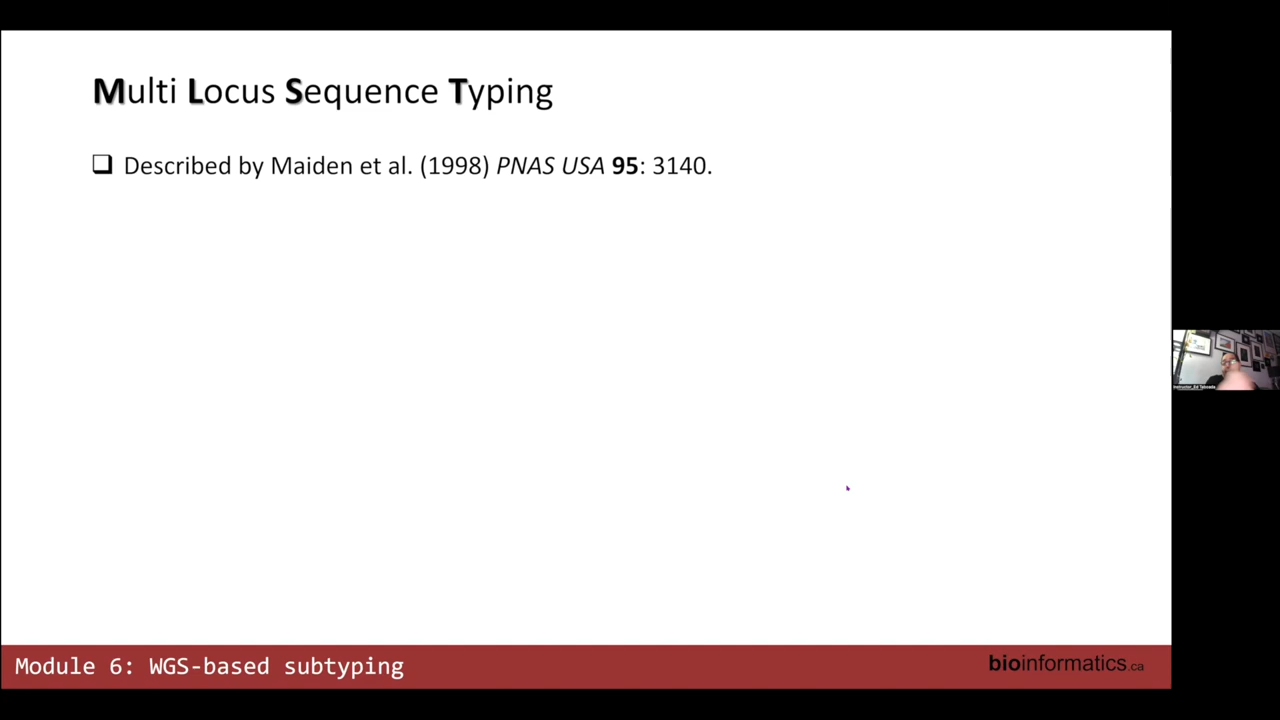 Multi Locus Sequence Typing
❑ Described by Maiden et al. (1998) PNAS USA 95: 3140.
Module 6: WGS-based subtyping
bioinformatics.ca